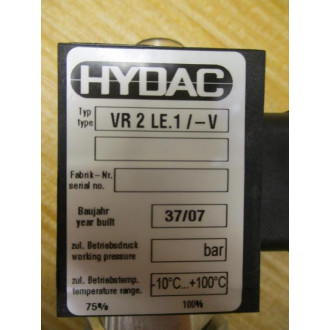 HYDAC
Typ
type
VR 2 LE.1 / -V
Fabrik-Nr.
serial no.
Baujahr
year built
37/07
zul. Betriebsdruck
working pressure
bar
zul. Betriebstemp.
temperature range.
-10°C...+100°C
75% 100%